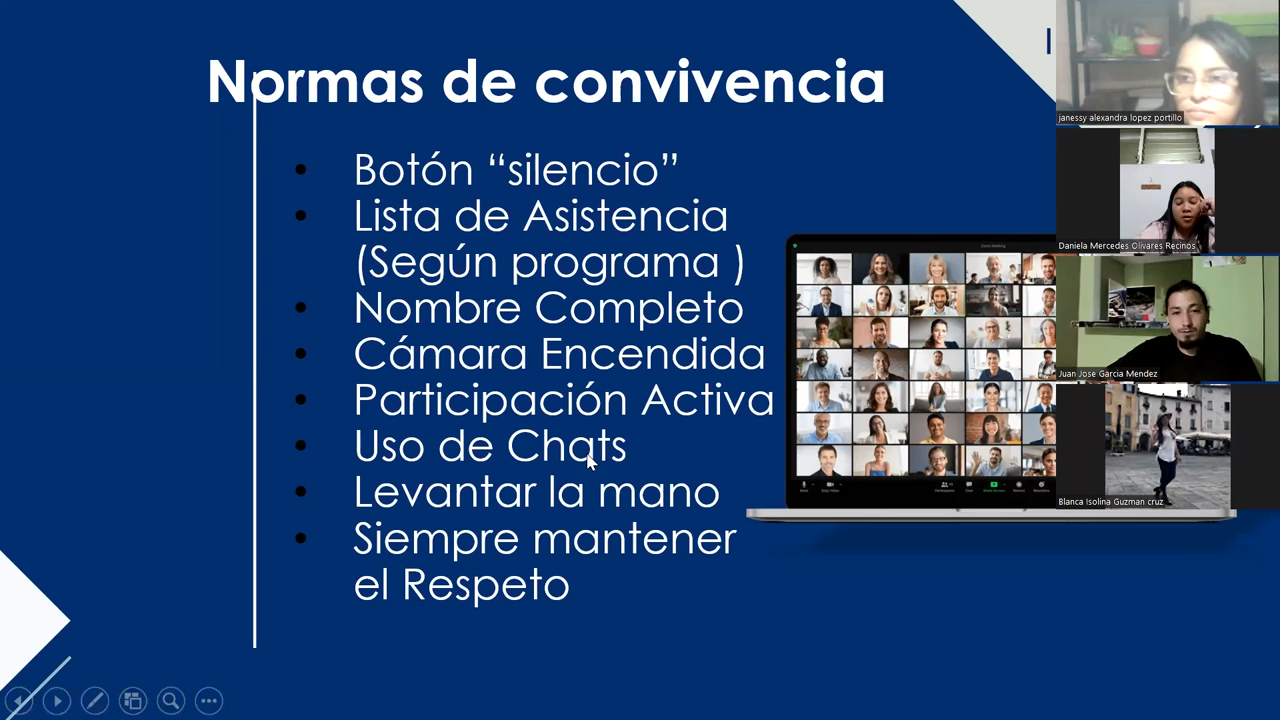 Normas de convivencia
• Botón “silencio”
• Lista de Asistencia
(Según programa )
• Nombre Completo
• Cámara Encendida
• Participación Activa
• Uso de Chats
• Levantar la mano
• Siempre mantener
el Respeto
janessy alexandra lopez portillo
Daniela Mercedes Olivares Recinos
Juan Jose Garcia Mendez
Blanca Isolina Guzman cruz